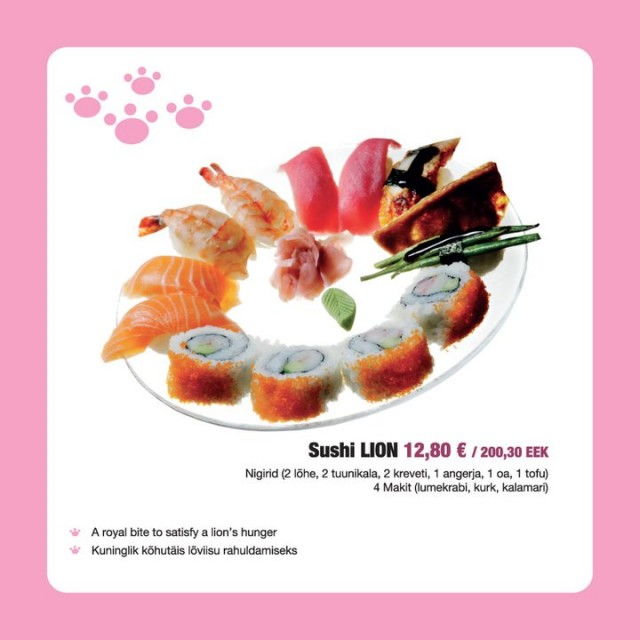 Sushi LION 12,80 € / 200,30 EEK
Nigirid (2 lõhe, 2 tuunikala, 2 kreveti, 1 angerja, 1 oa, 1 tofu)
4 Makit (lumekrabi, kurk, kalamari)
A royal bite to satisfy a lion's hunger
Kuninglik kõhutäis lõviisu rahuldamiseks